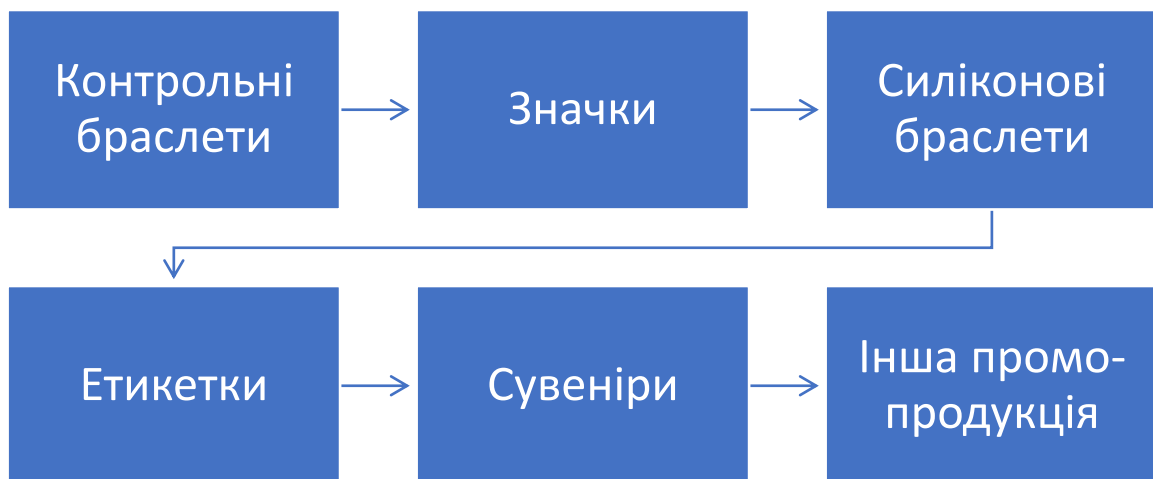 Контрольні
браслети
Значки
Силіконові
браслети
Етикетки
Сувеніри
Інша промо-
продукція